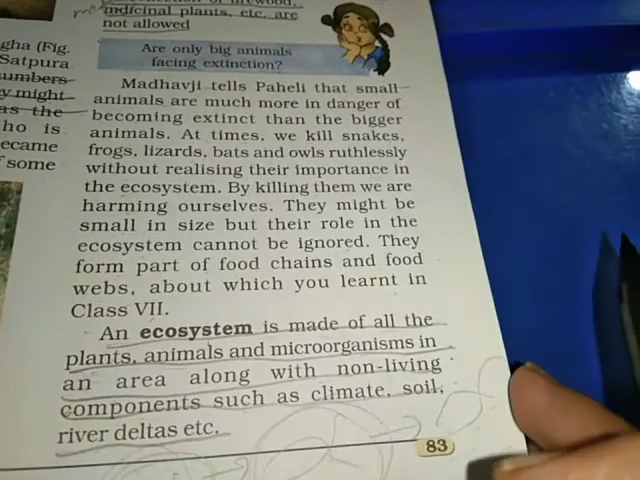 mdicinal plants, etc. are
not allowed
gha (Fig.
Satpura
umbers
y might
as the
ho is
ecame
some
Are only big animals
facing extinction?
Madhavji tells Paheli that small
animals are much more in danger of
becoming extinct than the bigger
animals. At times, we kill snakes,
frogs, lizards, bats and owls ruthlessly
without realising their importance in
the ecosystem. By killing them we are
harming ourselves. They might be
small in size but their role in the
ecosystem cannot be ignored. They
form part of food chains and food
webs, about which you learnt in
Class VII.
An ecosystem is made of all the
plants, animals and microorganisms in
an area along with non-living
components such as climate, soil,
river deltas etc.
83